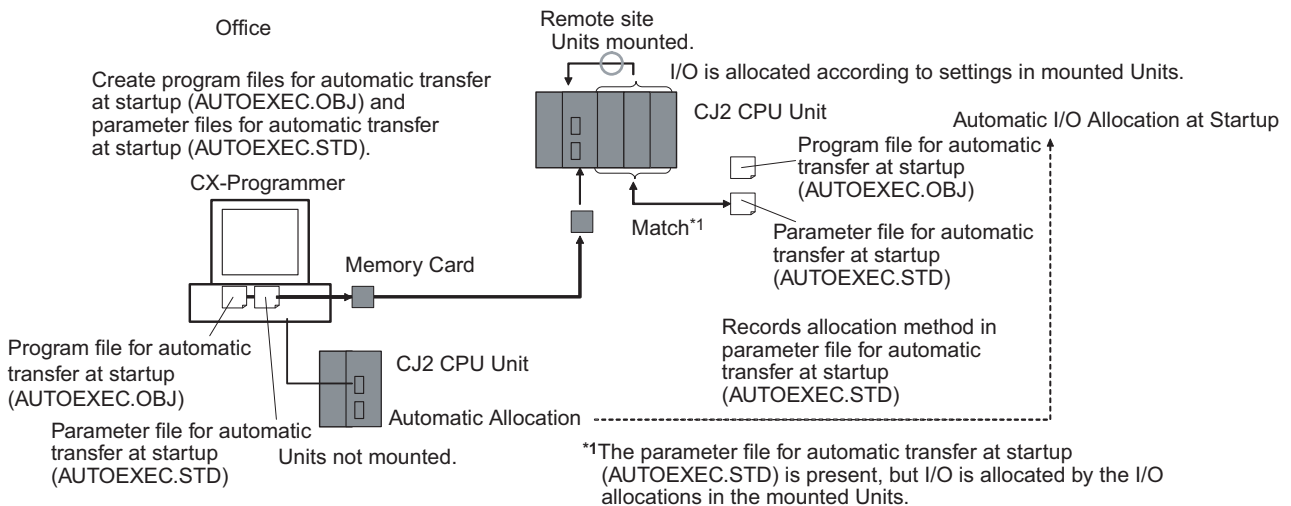 Office
Create program files for automatic transfer
at startup (AUTOEXEC.OBJ) and
parameter files for automatic transfer
at startup (AUTOEXEC.STD).
CX-Programmer
Memory Card
Program file for automatic
transfer at startup
(AUTOEXEC.OBJ)
Parameter file for automatic
transfer at startup
(AUTOEXEC.STD)
Units not mounted.
CJ2 CPU Unit
Automatic Allocation
Remote site
Units mounted.
I/O is allocated according to settings in mounted Units.
CJ2 CPU Unit
Automatic I/O Allocation at Startup
Program file for automatic
transfer at startup
(AUTOEXEC.OBJ)
Match*1
Parameter file for automatic
transfer at startup
(AUTOEXEC.STD)
Records allocation method in
parameter file for automatic
transfer at startup
(AUTOEXEC.STD)
*1The parameter file for automatic transfer at startup
(AUTOEXEC.STD) is present, but I/O is allocated by the I/O
allocations in the mounted Units.